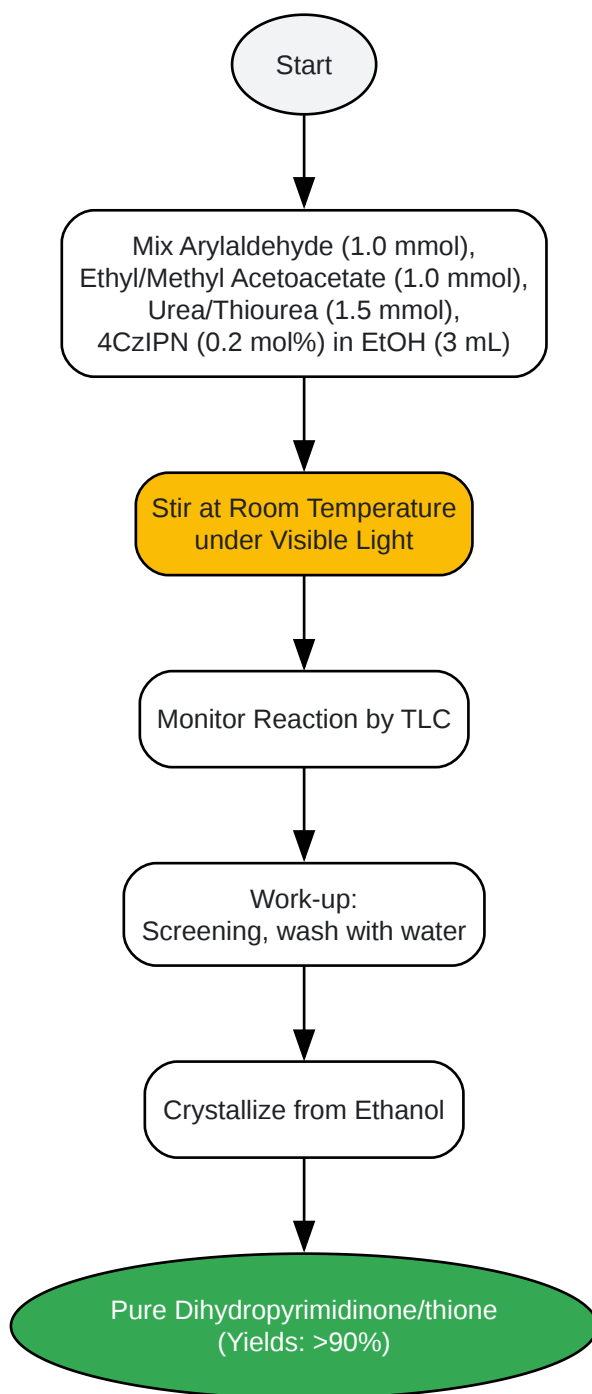 Start
Mix Arylaldehyde (1.0 mmol),
Ethyl/Methyl Acetoacetate (1.0 mmol),
Urea/Thiourea (1.5 mmol),
4CzIPN (0.2 mol%) in EtOH (3 mL)
Stir at Room Temperature
under Visible Light
Monitor Reaction by TLC
Work-up:
Screening, wash with water
Crystallize from Ethanol
Pure Dihydropyrimidinone/thione
(Yields: >90%)